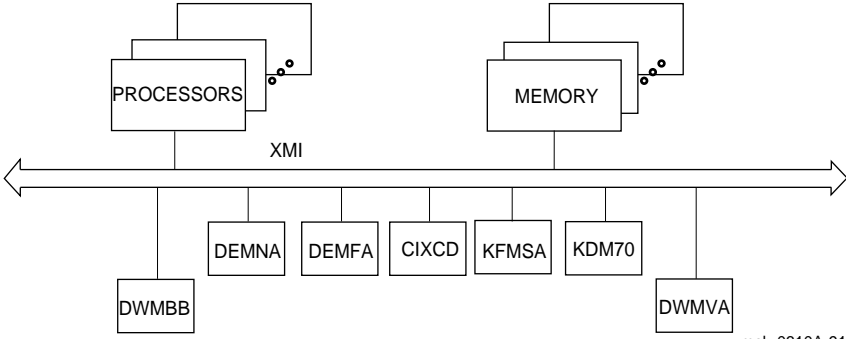 PROCESSORS
MEMORY
XMI
DEMNA
DEMFA
CIXCD
KFMSA
KDM70
DWMBB
DWMVA